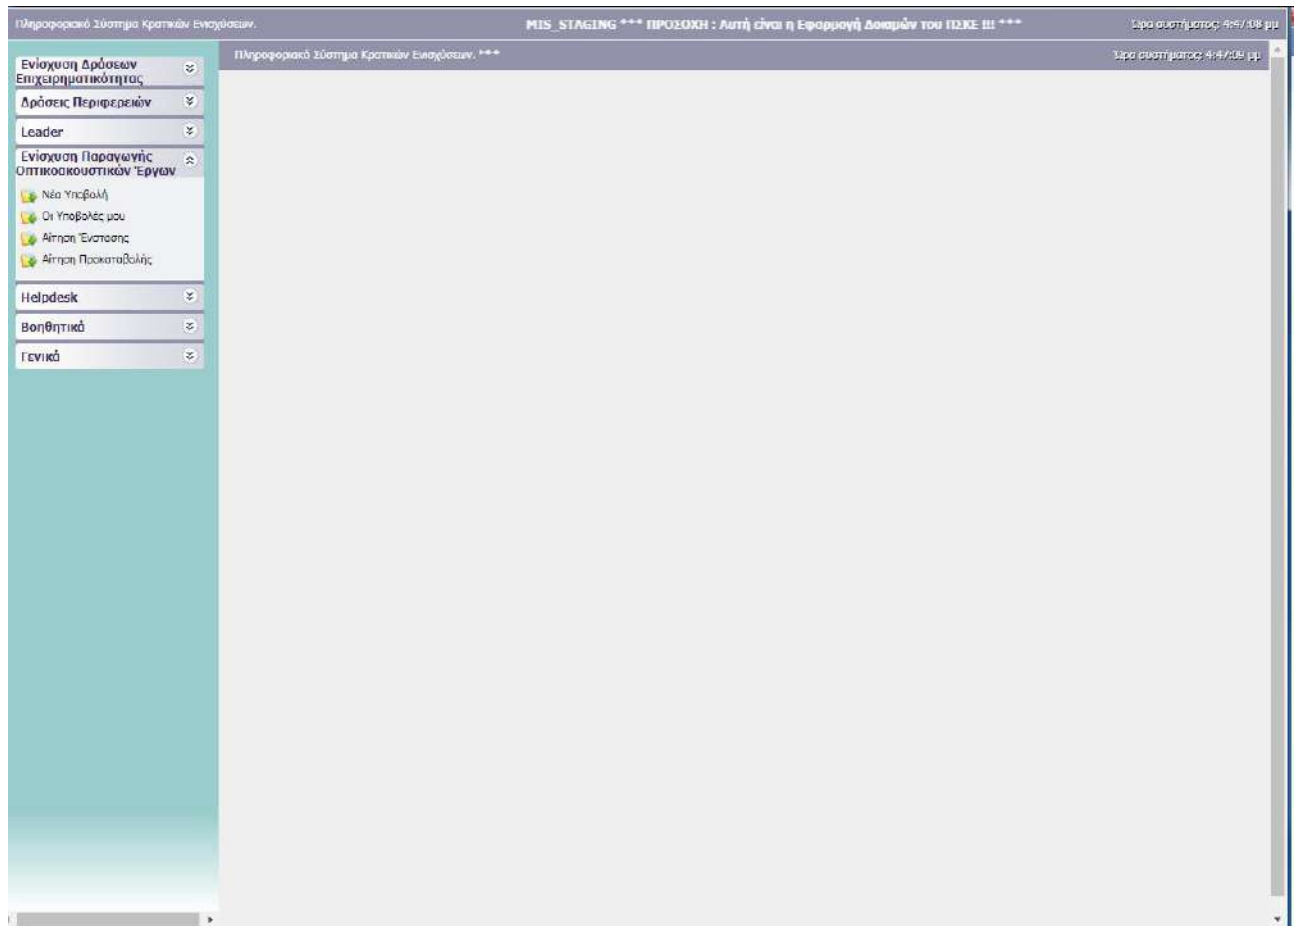 Πληροφοριακό Σύστημα Κρατικών Ενισχύσεων.
MIS_STAGING *** ΠΡΟΣΟΧΗ : Αυτή είναι η Εφαρμογή Δοκιμών του ΠΣΚΕ !!! ***
Ώρα συστήματος: 4:47:08 μμ
Πληροφοριακό Σύστημα Κρατικών Ενισχύσεων. ***
Ώρα συστήματος: 4:47:09 μμ
Ενίσχυση Δράσεων
Επιχειρηματικότητας
Δράσεις Περιφερειών
Leader
Ενίσχυση Παραγωγής
Οπτικοακουστικών Έργων
Νέα Υποβολή
Οι Υποβολές μου
Αίτηση Ένστασης
Αίτηση Προκαταβολής
Helpdesk
Βοηθητικά
Γενικά